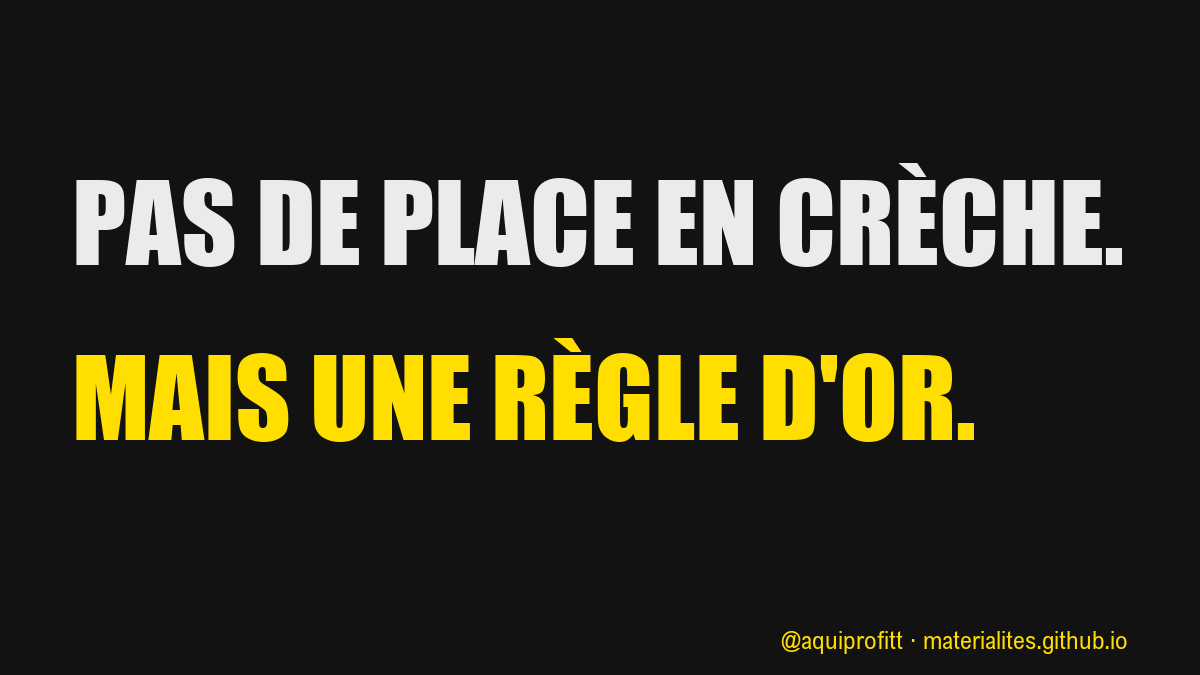 PAS DE PLACE EN CRÈCHE.
MAIS UNE RÈGLE D'OR.
@aquiprofitt · materialites.github.io